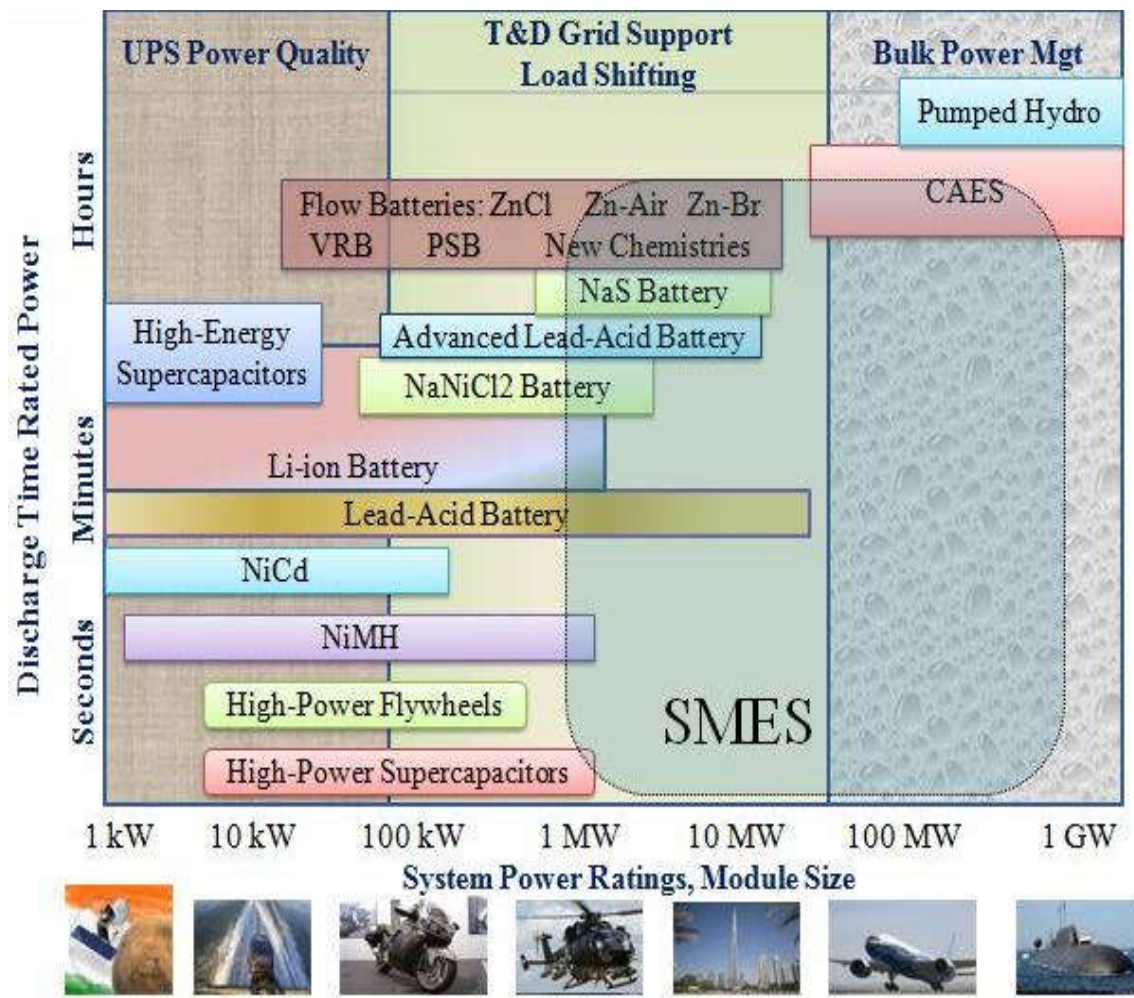 UPS Power Quality
T&D Grid Support
Load Shifting
Bulk Power Mgt
Pumped Hydro
CAES
Flow Batteries: ZnCl Zn-Air Zn-Br
VRB PSB New Chemistries
NaS Battery
High-Energy
Supercapacitors
Advanced Lead-Acid Battery
NaNiCl2 Battery
Li-ion Battery
Lead-Acid Battery
NiCd
NiMH
High-Power Flywheels
SMES
High-Power Supercapacitors
Discharge Time Rated Power
Hours
Minutes
Seconds
1 kW 10 kW 100 kW 1 MW 10 MW 100 MW 1 GW
System Power Ratings, Module Size